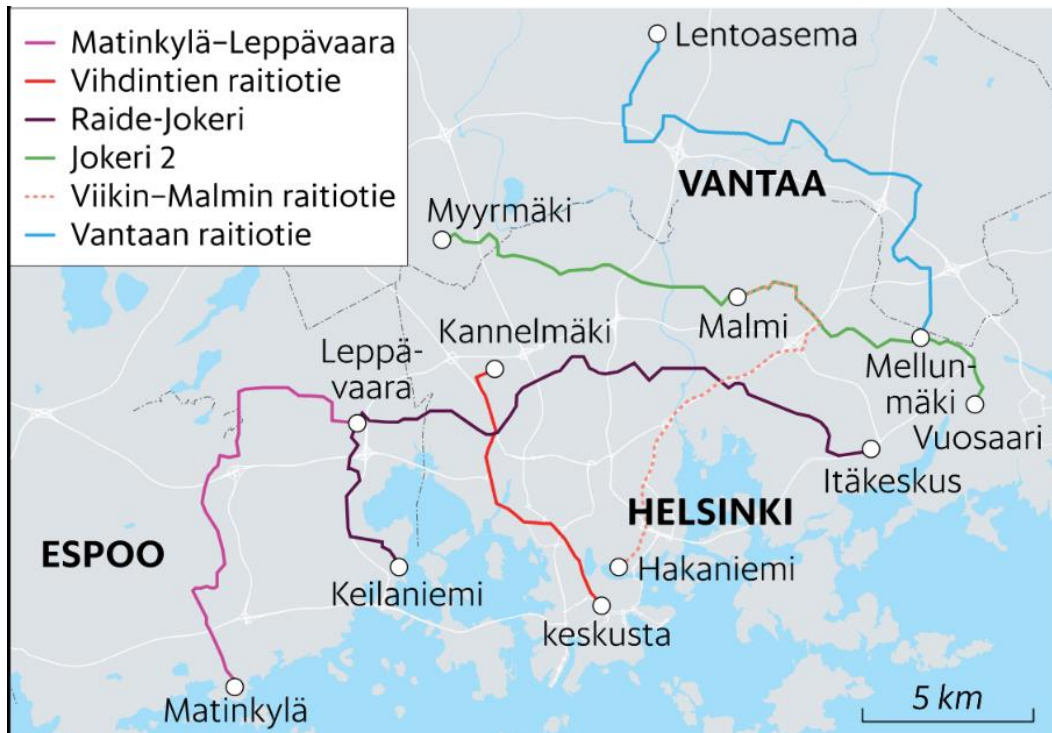 Matinkylä–Leppävaara
Vihdintien raitiotie
Raide-Jokeri
Jokeri 2
Viikin–Malmin raitiotie
Vantaan raitiotie
Lentoasema
VANTAA
Myyrmäki
Malmi
Kannelmäki
Leppä-
vaara
Mellun-
mäki
Vuosaari
Itäkeskus
HELSINKI
ESPOO
Keilaniemi
Hakaniemi
keskusta
Matinkylä
5 km